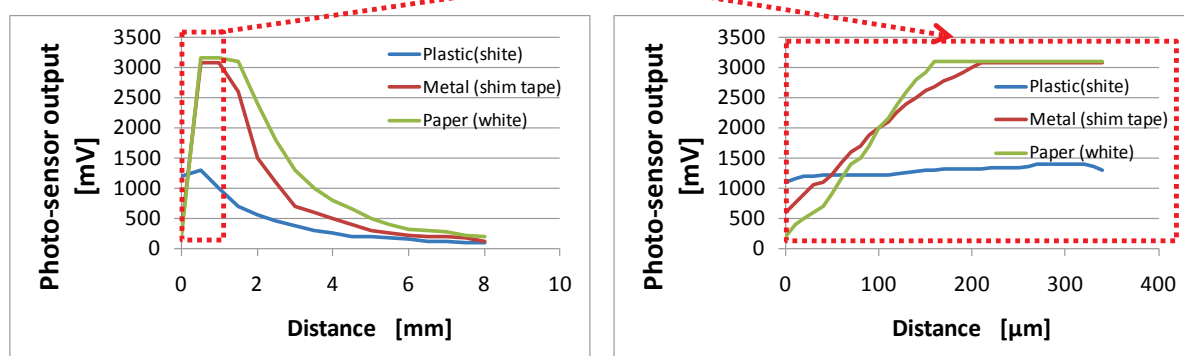 Photo-sensor output
[mV]
3500
3000
2500
2000
1500
1000
500
0
Plastic(shite)
Metal (shim tape)
Paper (white)
0 2 4 6 8 10
Distance [mm]
Photo-sensor output
[mV]
3500
3000
2500
2000
1500
1000
500
0
Plastic(shite)
Metal (shim tape)
Paper (white)
0 100 200 300 400
Distance [µm]